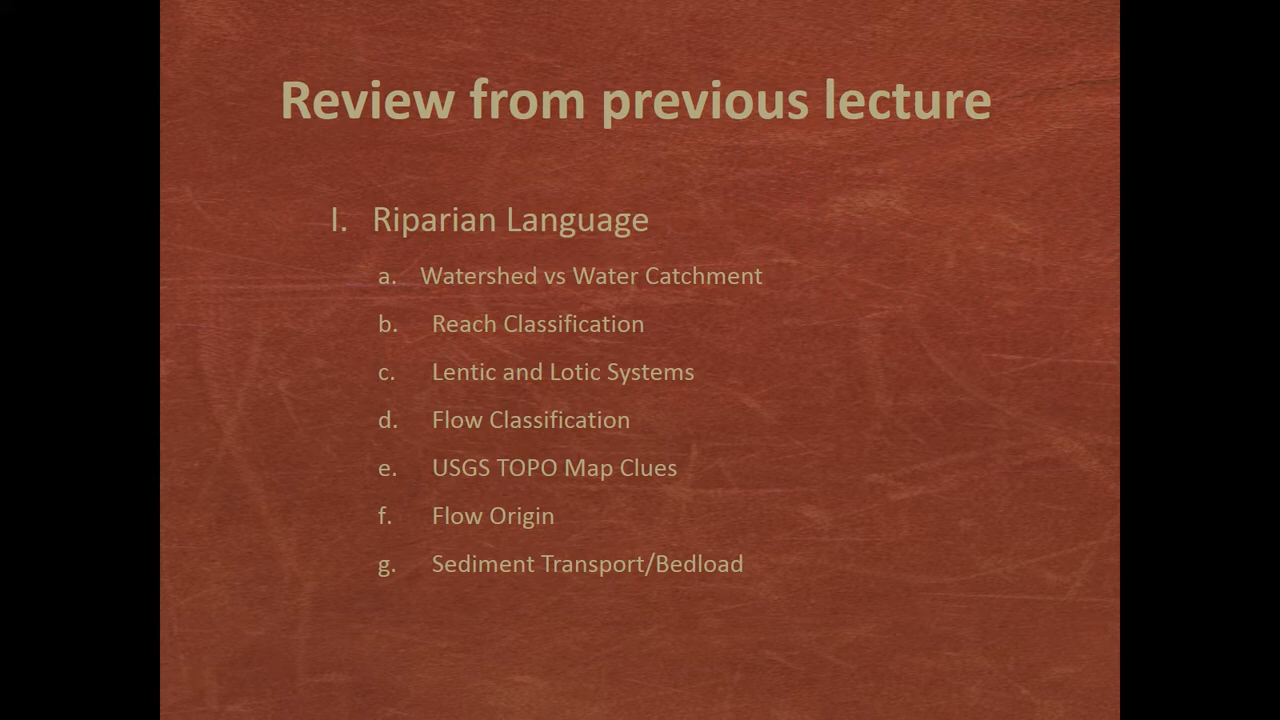 Review from previous lecture
I. Riparian Language
a. Watershed vs Water Catchment
b. Reach Classification
c. Lentic and Lotic Systems
d. Flow Classification
e. USGS TOPO Map Clues
f. Flow Origin
g. Sediment Transport/Bedload